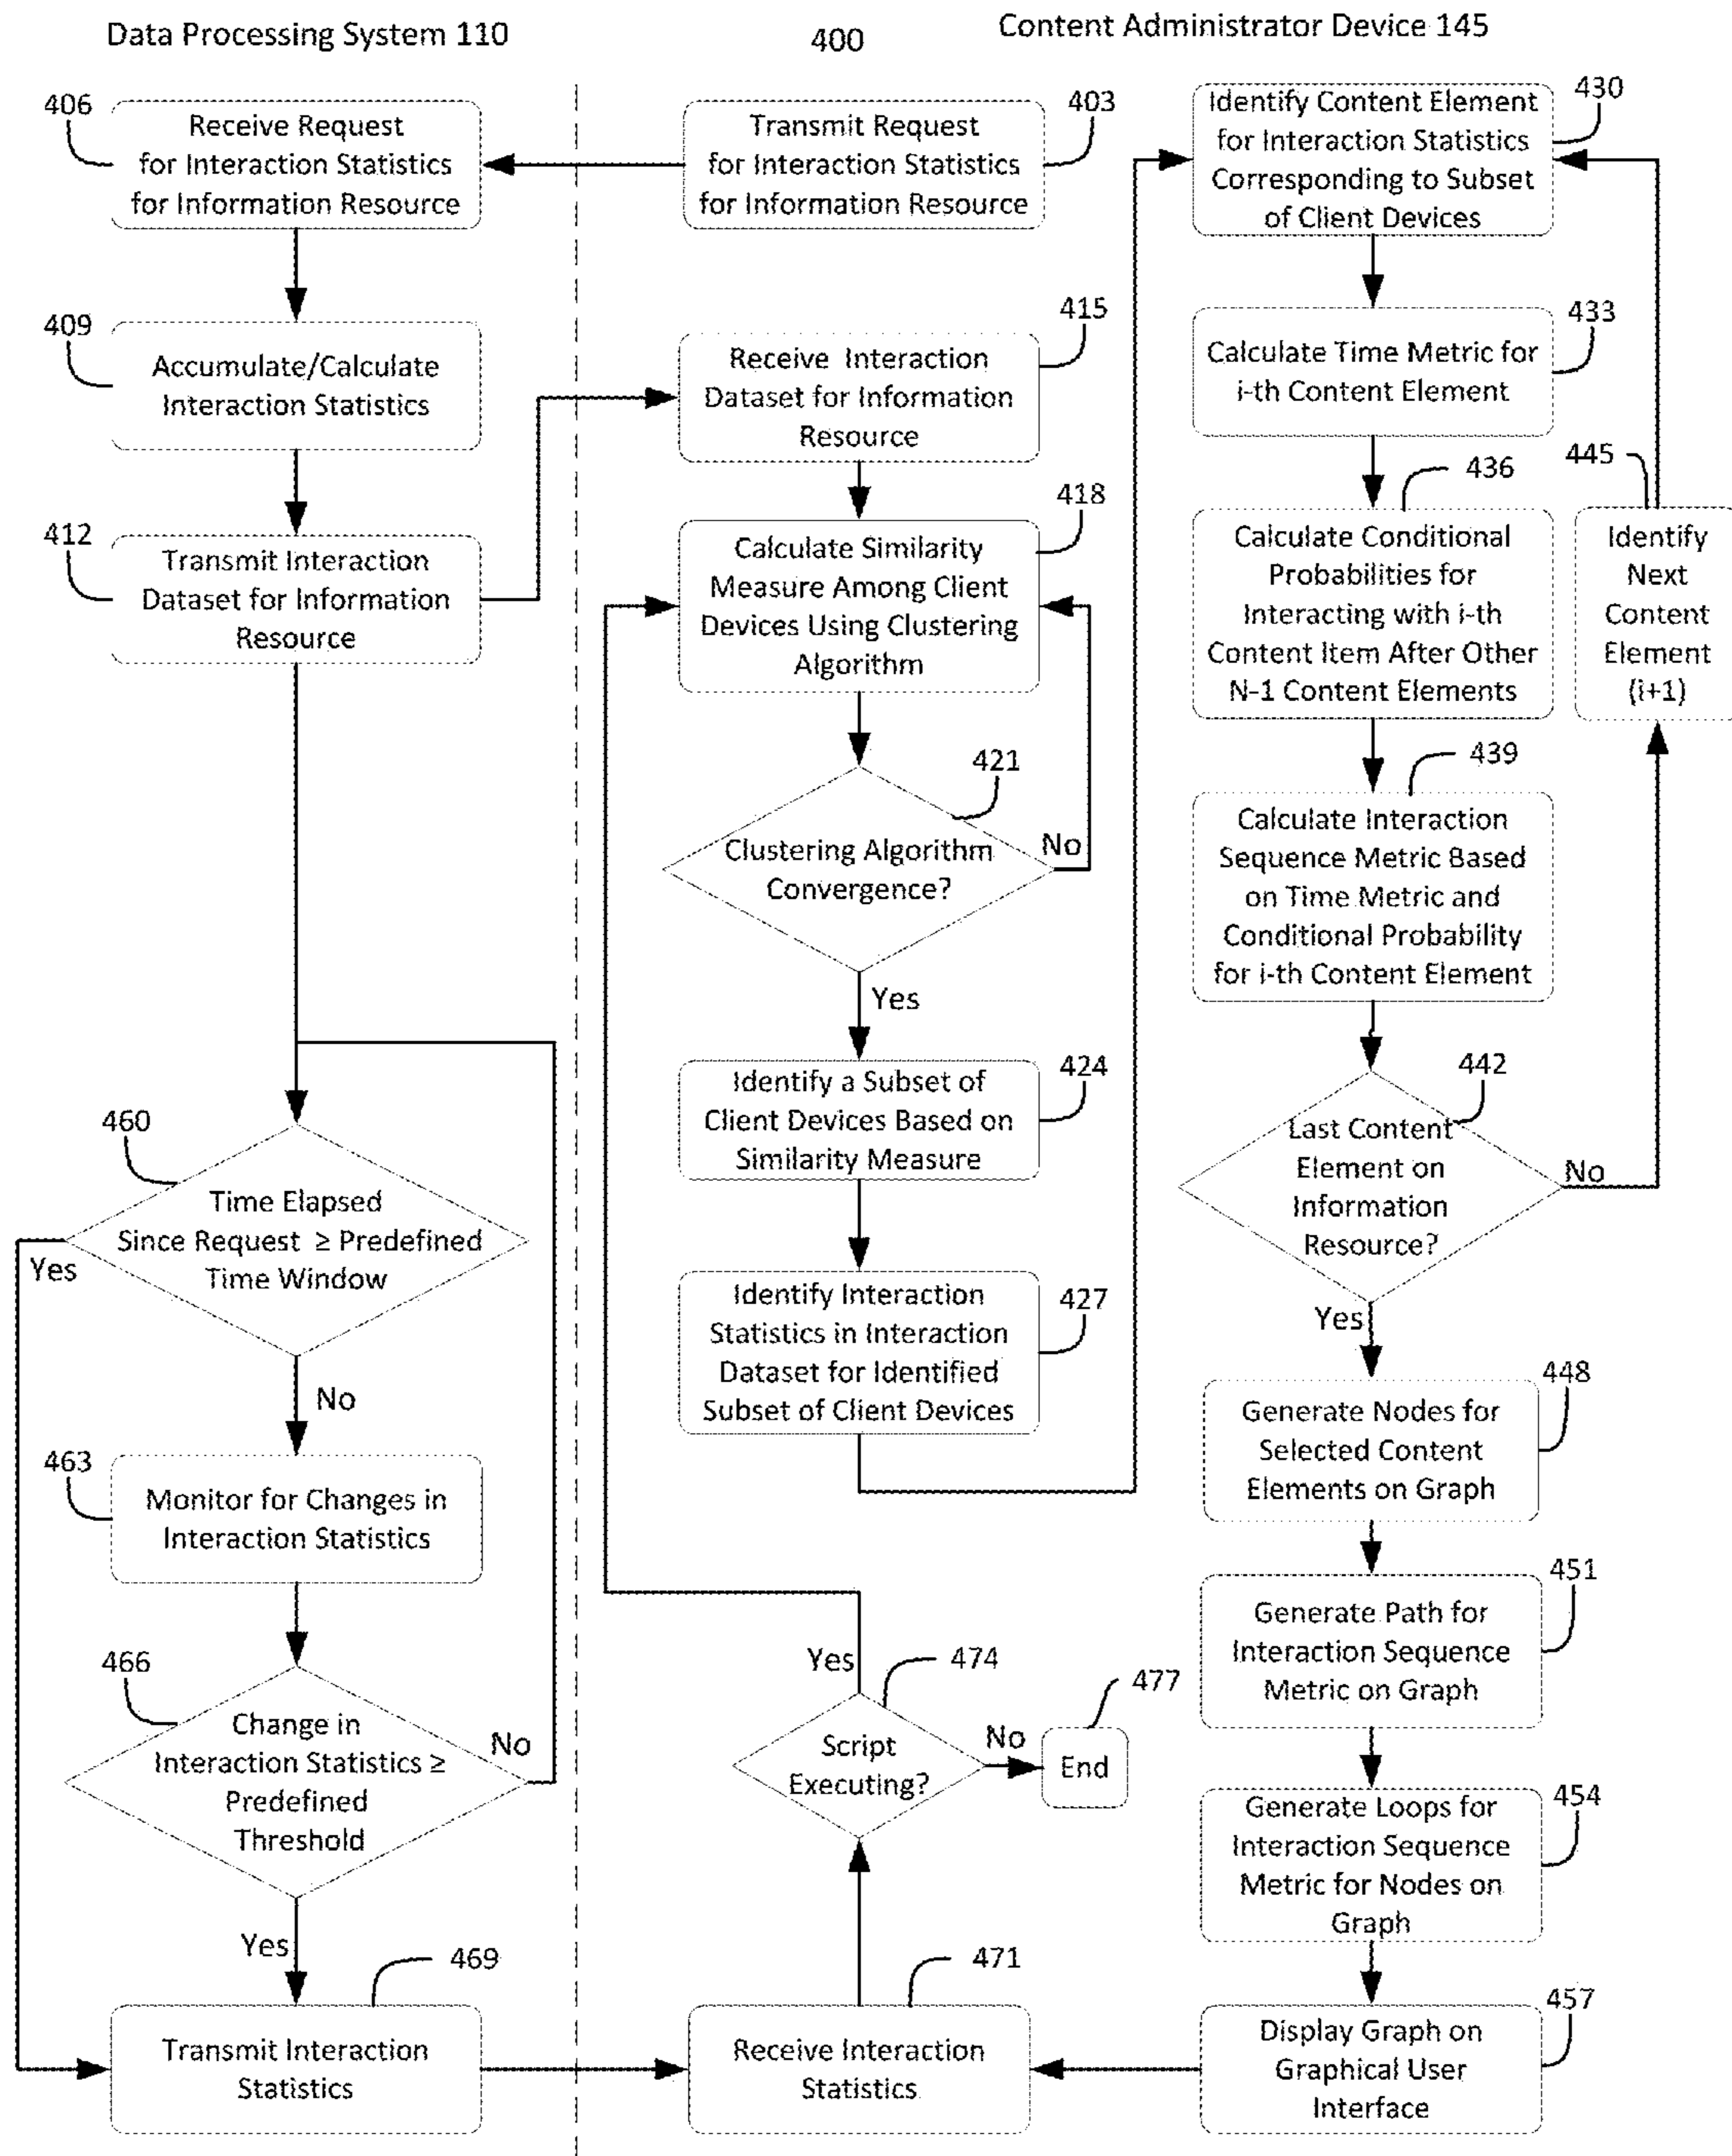 Data Processing System 110
400
Content Administrator Device 145
406
Receive Request
for Interaction Statistics
for Information Resource
403
Transmit Request
for Interaction Statistics
for Information Resource
409
Accumulate/Calculate
Interaction Statistics
412
Transmit Interaction
Dataset for Information
Resource
415
Receive Interaction
Dataset for Information
Resource
418
Calculate Similarity
Measure Among Client
Devices Using Clustering
Algorithm
421
Clustering Algorithm
Convergence?
No
Yes
424
Identify a Subset of
Client Devices Based on
Similarity Measure
427
Identify Interaction
Statistics in Interaction
Dataset for Identified
Subset of Client Devices
430
Identify Content Element
for Interaction Statistics
Corresponding to Subset
of Client Devices
433
Calculate Time Metric for
i-th Content Element
436
Calculate Conditional
Probabilities for
Interacting with i-th
Content Item After Other
N-1 Content Elements
445
Identify
Next
Content
Element
(i+1)
439
Calculate Interaction
Sequence Metric Based
on Time Metric and
Conditional Probability
for i-th Content Element
442
Last Content
Element on
Information
Resource?
No
Yes
448
Generate Nodes for
Selected Content
Elements on Graph
451
Generate Path for
Interaction Sequence
Metric on Graph
454
Generate Loops for
Interaction Sequence
Metric for Nodes on
Graph
457
Display Graph on
Graphical User
Interface
460
Time Elapsed
Since Request ≥ Predefined
Time Window
Yes
No
463
Monitor for Changes in
Interaction Statistics
466
Change in
Interaction Statistics ≥
Predefined
Threshold
No
Yes
469
Transmit Interaction
Statistics
471
Receive Interaction
Statistics
474
Script
Executing?
Yes
No
477
End